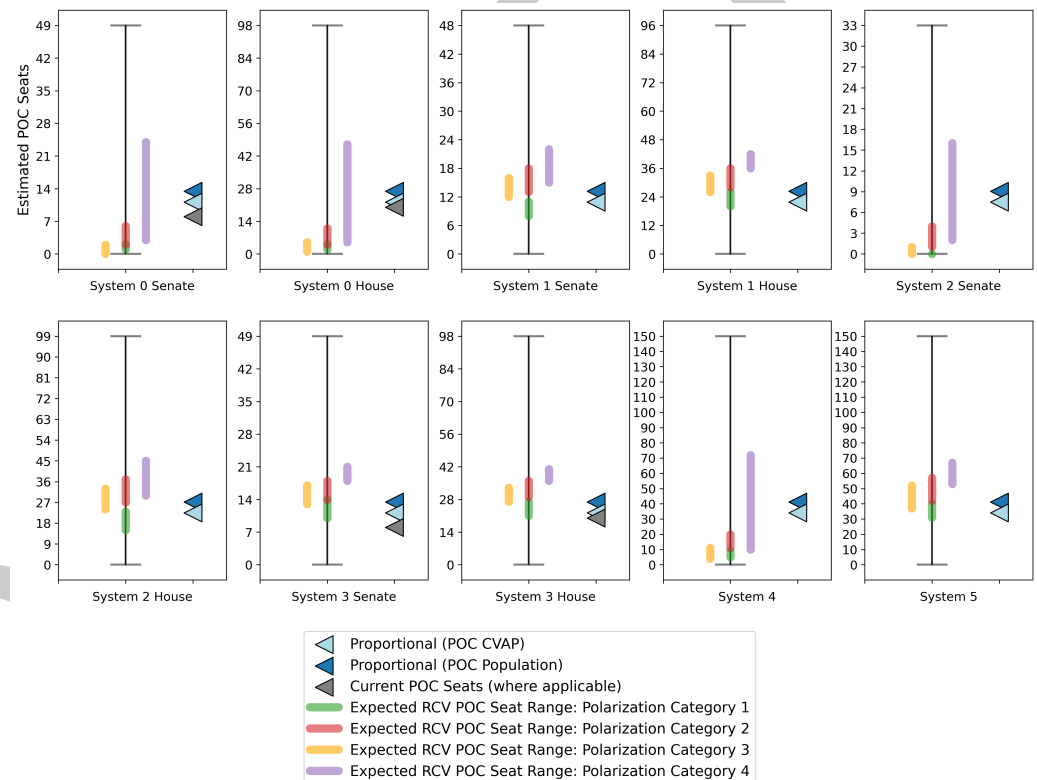 Estimated POC Seats
49 98 48 96 33
42 84 42 84 30
35 70 36 72 27
28 56 30 60 24
21 42 24 48 21
14 28 18 36 18
7 14 12 24 15
0 0 6 12 12
0 0 9
6
3
0
System 0 Senate System 0 House System 1 Senate System 1 House System 2 Senate
99 49 98 150 150
90 42 84 140 140
81 35 70 130 130
72 28 56 120 120
63 21 42 110 110
54 14 28 100 100
45 7 14 90 90
36 0 0 80 80
27 70 70
18 60 60
9 50 50
0 40 40
30 30
20 20
10 10
0 0
System 2 House System 3 Senate System 3 House System 4 System 5
Proportional (POC CVAP)
Proportional (POC Population)
Current POC Seats (where applicable)
Expected RCV POC Seat Range: Polarization Category 1
Expected RCV POC Seat Range: Polarization Category 2
Expected RCV POC Seat Range: Polarization Category 3
Expected RCV POC Seat Range: Polarization Category 4